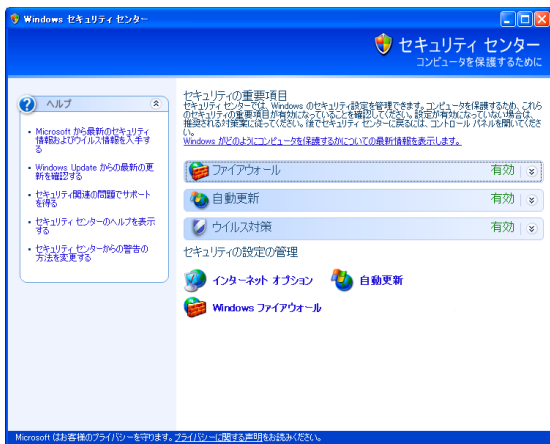 Windows セキュリティ センター
セキュリティ センター
コンピュータを保護するために
ヘルプ
• Microsoft から最新のセキュリティ
情報およびウイルス情報を入手す
る
• Windows Update からの最新の更
新を確認する
• セキュリティ関連の問題でサポート
を得る
• セキュリティ センターのヘルプを表示
する
• セキュリティ センターからの警告の
方法を変更する
セキュリティの重要項目
セキュリティ センターでは、Windows のセキュリティ設定を管理できます。コンピュータを保護するため、これら
のセキュリティの重要項目が有効になっていることを確認してください。設定が有効になっていない場合は、
推奨される対策案に従ってください。後でセキュリティ センターに戻るには、コントロール パネルを開いてくださ
い。
Windows がどのようにコンピュータを保護するかについての最新情報を表示します。
ファイアウォール 有効
自動更新 有効
ウイルス対策 有効
セキュリティの設定の管理
インターネット オプション 自動更新
Windows ファイアウォール
Microsoft はお客様のプライバシーを守ります。プライバシーに関する声明をお読みください。